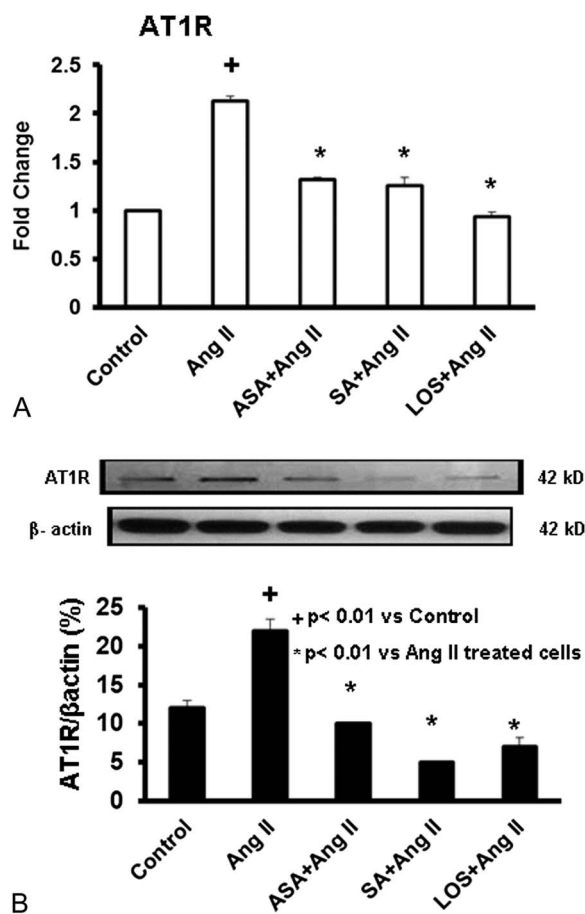 AT1R
Fold Change
2.5
2
1.5
1
0.5
0
+
*
*
*
Control
Ang II
ASA+Ang II
SA+Ang II
LOS+Ang II
A
AT1R 42 kD
β- actin 42 kD
AT1R/βactin (%)
25
20
15
10
5
0
+
+ p< 0.01 vs Control
* p< 0.01 vs Ang II treated cells
*
*
*
Control
Ang II
ASA+Ang II
SA+Ang II
LOS+Ang II
B